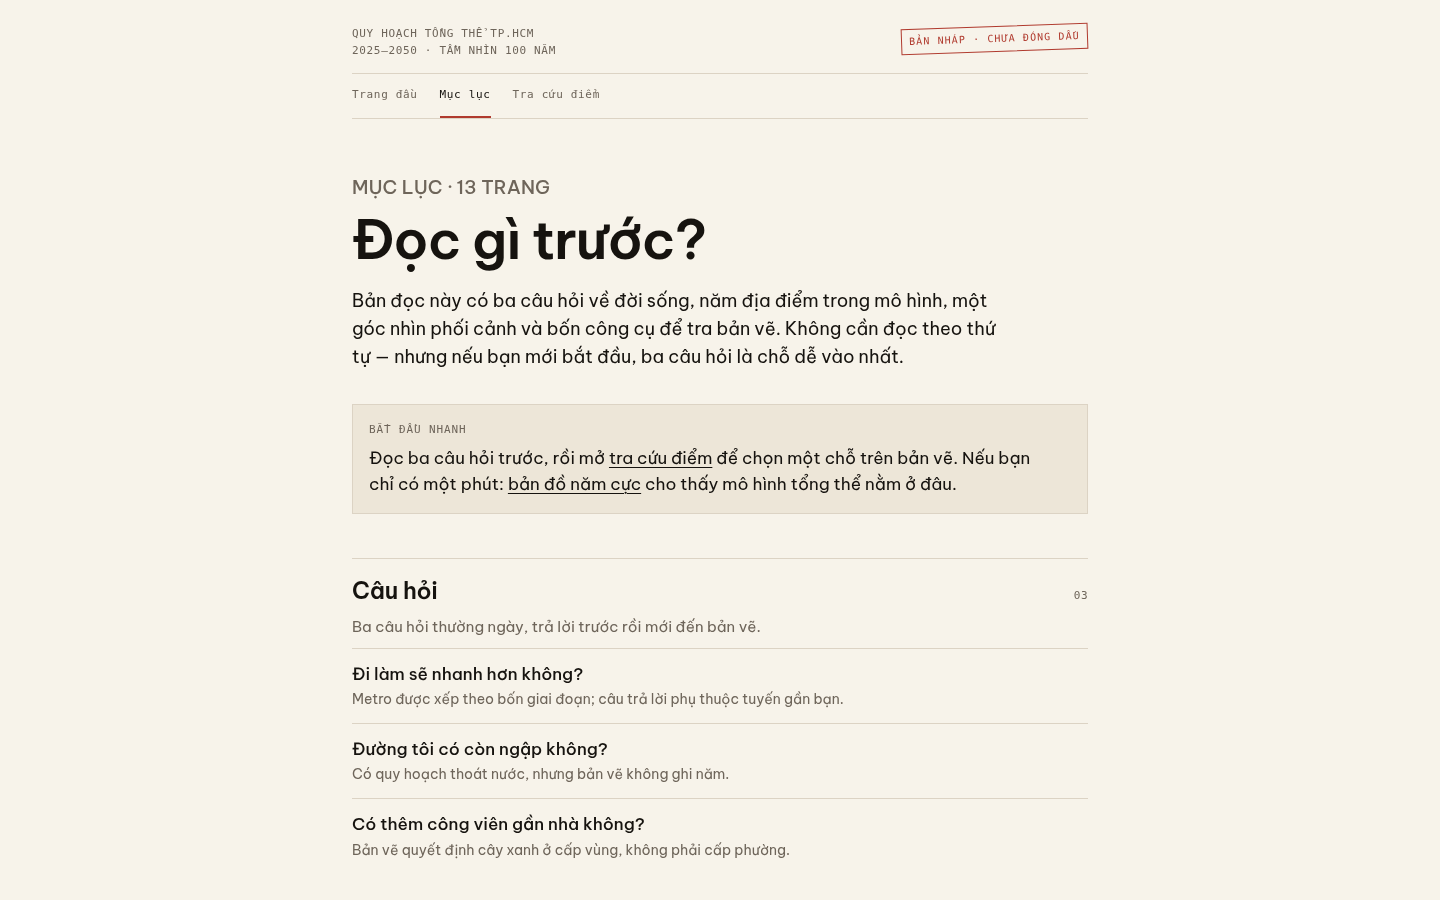 QUY HOẠCH TỔNG THỂ TP.HCM
2025–2050 · TẦM NHÌN 100 NĂM
BẢN NHÁP · CHƯA ĐÓNG DẤU
Trang đầu Mục lục Tra cứu điểm
MỤC LỤC · 13 TRANG
Đọc gì trước?
Bản đọc này có ba câu hỏi về đời sống, năm địa điểm trong mô hình, một
góc nhìn phối cảnh và bốn công cụ để tra bản vẽ. Không cần đọc theo thứ
tự — nhưng nếu bạn mới bắt đầu, ba câu hỏi là chỗ dễ vào nhất.
BẮT ĐẦU NHANH
Đọc ba câu hỏi trước, rồi mở tra cứu điểm để chọn một chỗ trên bản vẽ. Nếu bạn
chỉ có một phút: bản đồ năm cực cho thấy mô hình tổng thể nằm ở đâu.
Câu hỏi 03
Ba câu hỏi thường ngày, trả lời trước rồi mới đến bản vẽ.
Đi làm sẽ nhanh hơn không?
Metro được xếp theo bốn giai đoạn; câu trả lời phụ thuộc tuyến gần bạn.
Đường tôi có còn ngập không?
Có quy hoạch thoát nước, nhưng bản vẽ không ghi năm.
Có thêm công viên gần nhà không?
Bản vẽ quyết định cây xanh ở cấp vùng, không phải cấp phường.